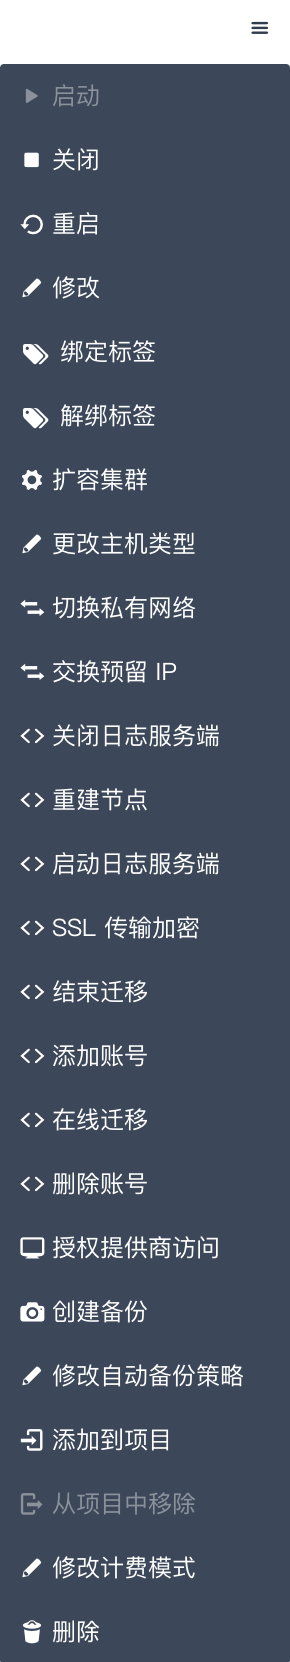 启动
关闭
重启
修改
绑定标签
解绑标签
扩容集群
更改主机类型
切换私有网络
交换预留 IP
关闭日志服务端
重建节点
启动日志服务端
SSL 传输加密
结束迁移
添加账号
在线迁移
删除账号
授权提供商访问
创建备份
修改自动备份策略
添加到项目
从项目中移除
修改计费模式
删除